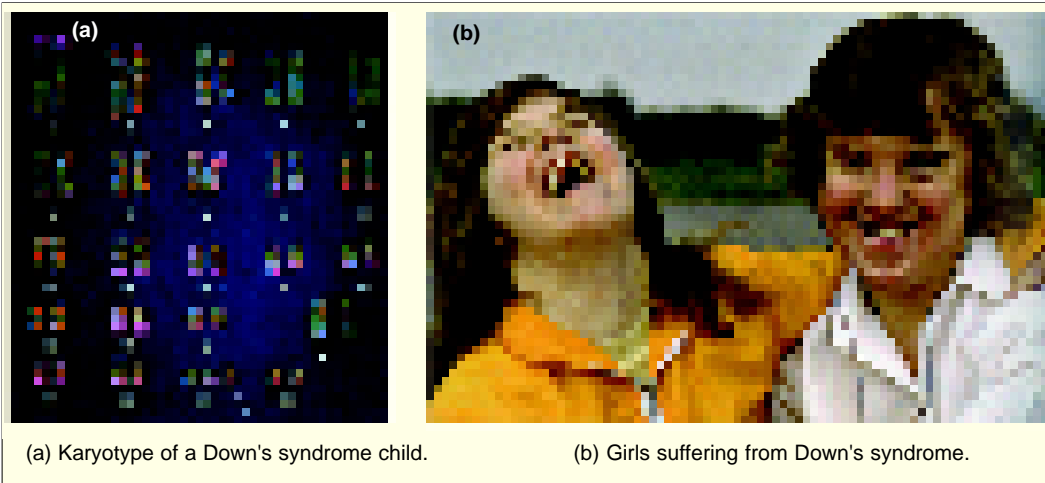 (a)
(b)
(a) Karyotype of a Down's syndrome child.
(b) Girls suffering from Down's syndrome.